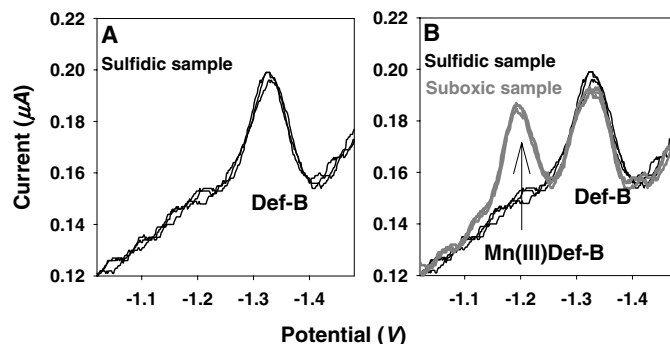 A
Sulfidic sample
Def-B
0.22
0.20
0.18
0.16
0.14
0.12
-1.1
-1.2
-1.3
-1.4
Current (µA)
B
Sulfidic sample
Suboxic sample
Def-B
Mn(III)Def-B
0.22
0.20
0.18
0.16
0.14
0.12
-1.1
-1.2
-1.3
-1.4
Potential (V)